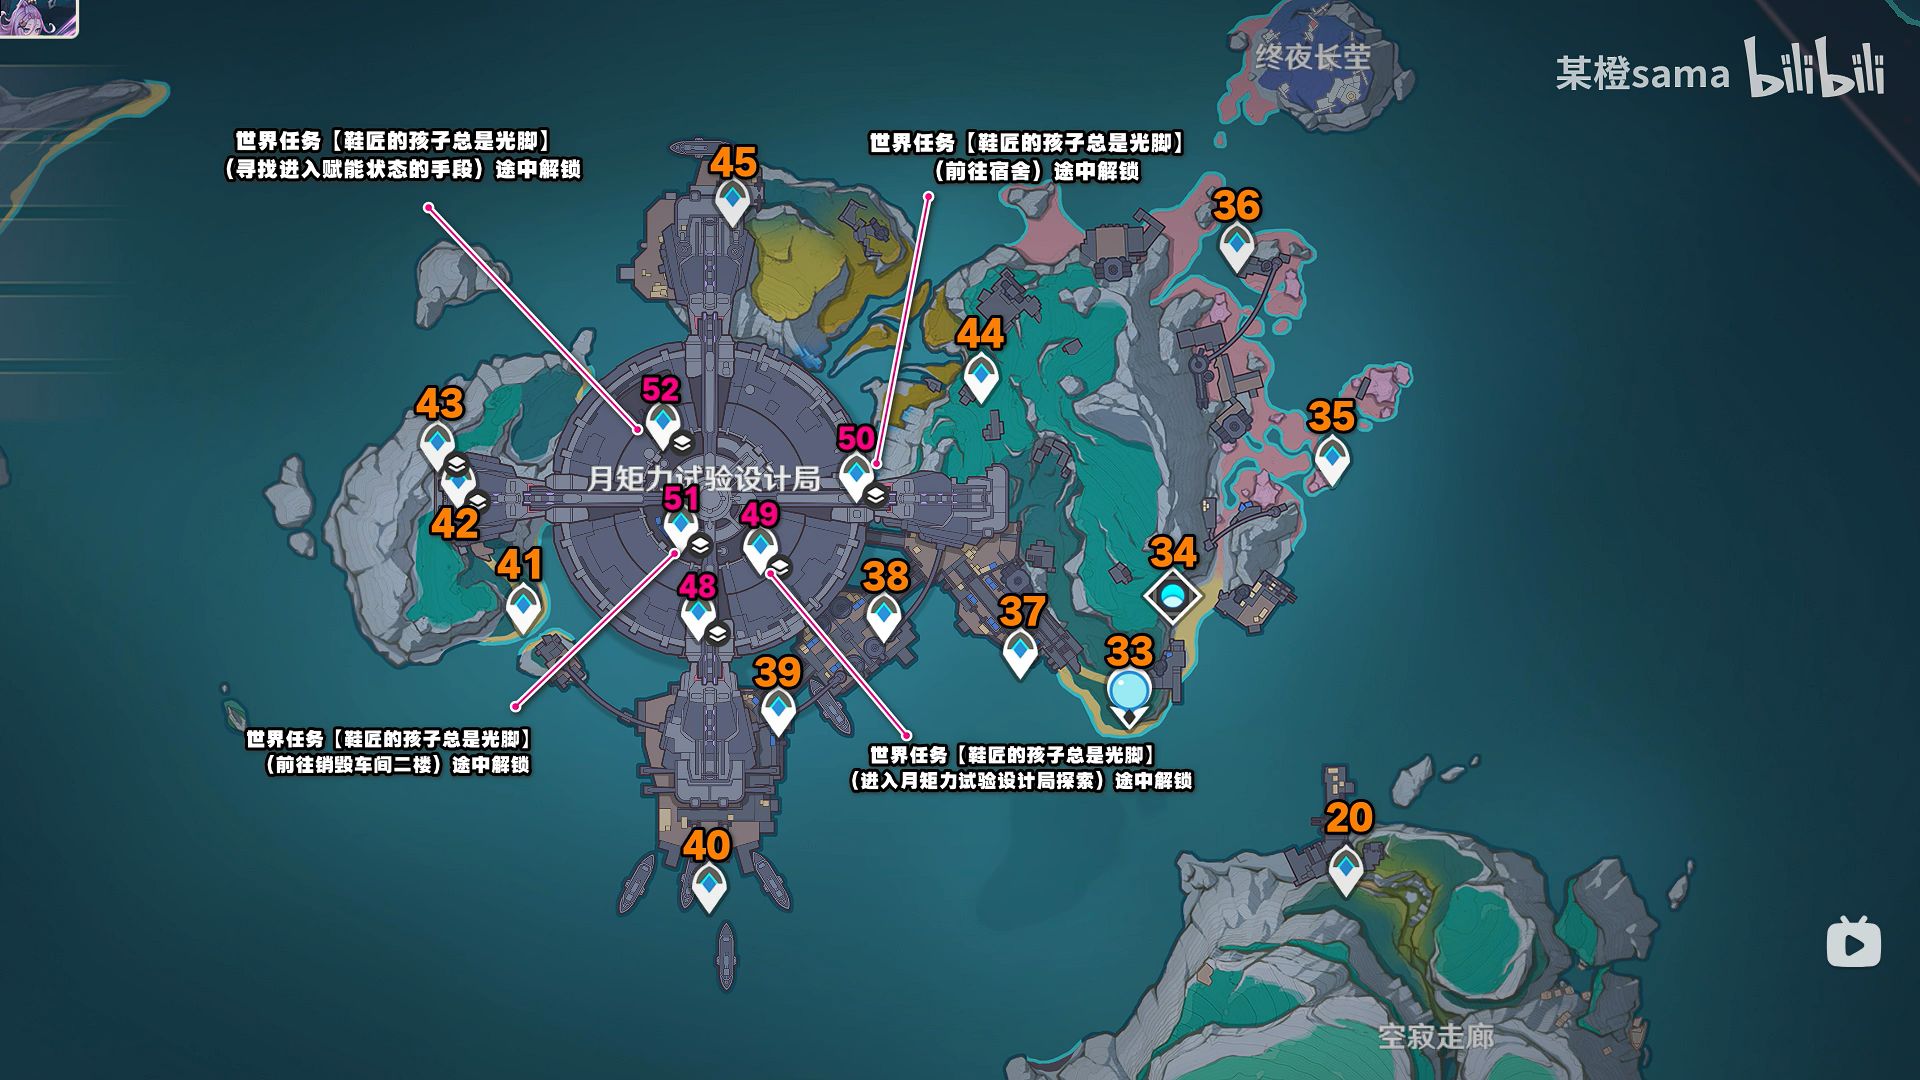 终夜长茔
某橙sama bilibili
世界任务【鞋匠的孩子总是光脚】
（寻找进入赋能状态的手段）途中解锁
世界任务【鞋匠的孩子总是光脚】
（前往宿舍）途中解锁
45
36
44
52
43
35
50
月矩力试验设计局
51
49
42
34
41
38
48
37
33
39
世界任务【鞋匠的孩子总是光脚】
（前往销毁车间二楼）途中解锁
世界任务【鞋匠的孩子总是光脚】
（进入月矩力试验设计局探索）途中解锁
20
40
空寂走廊